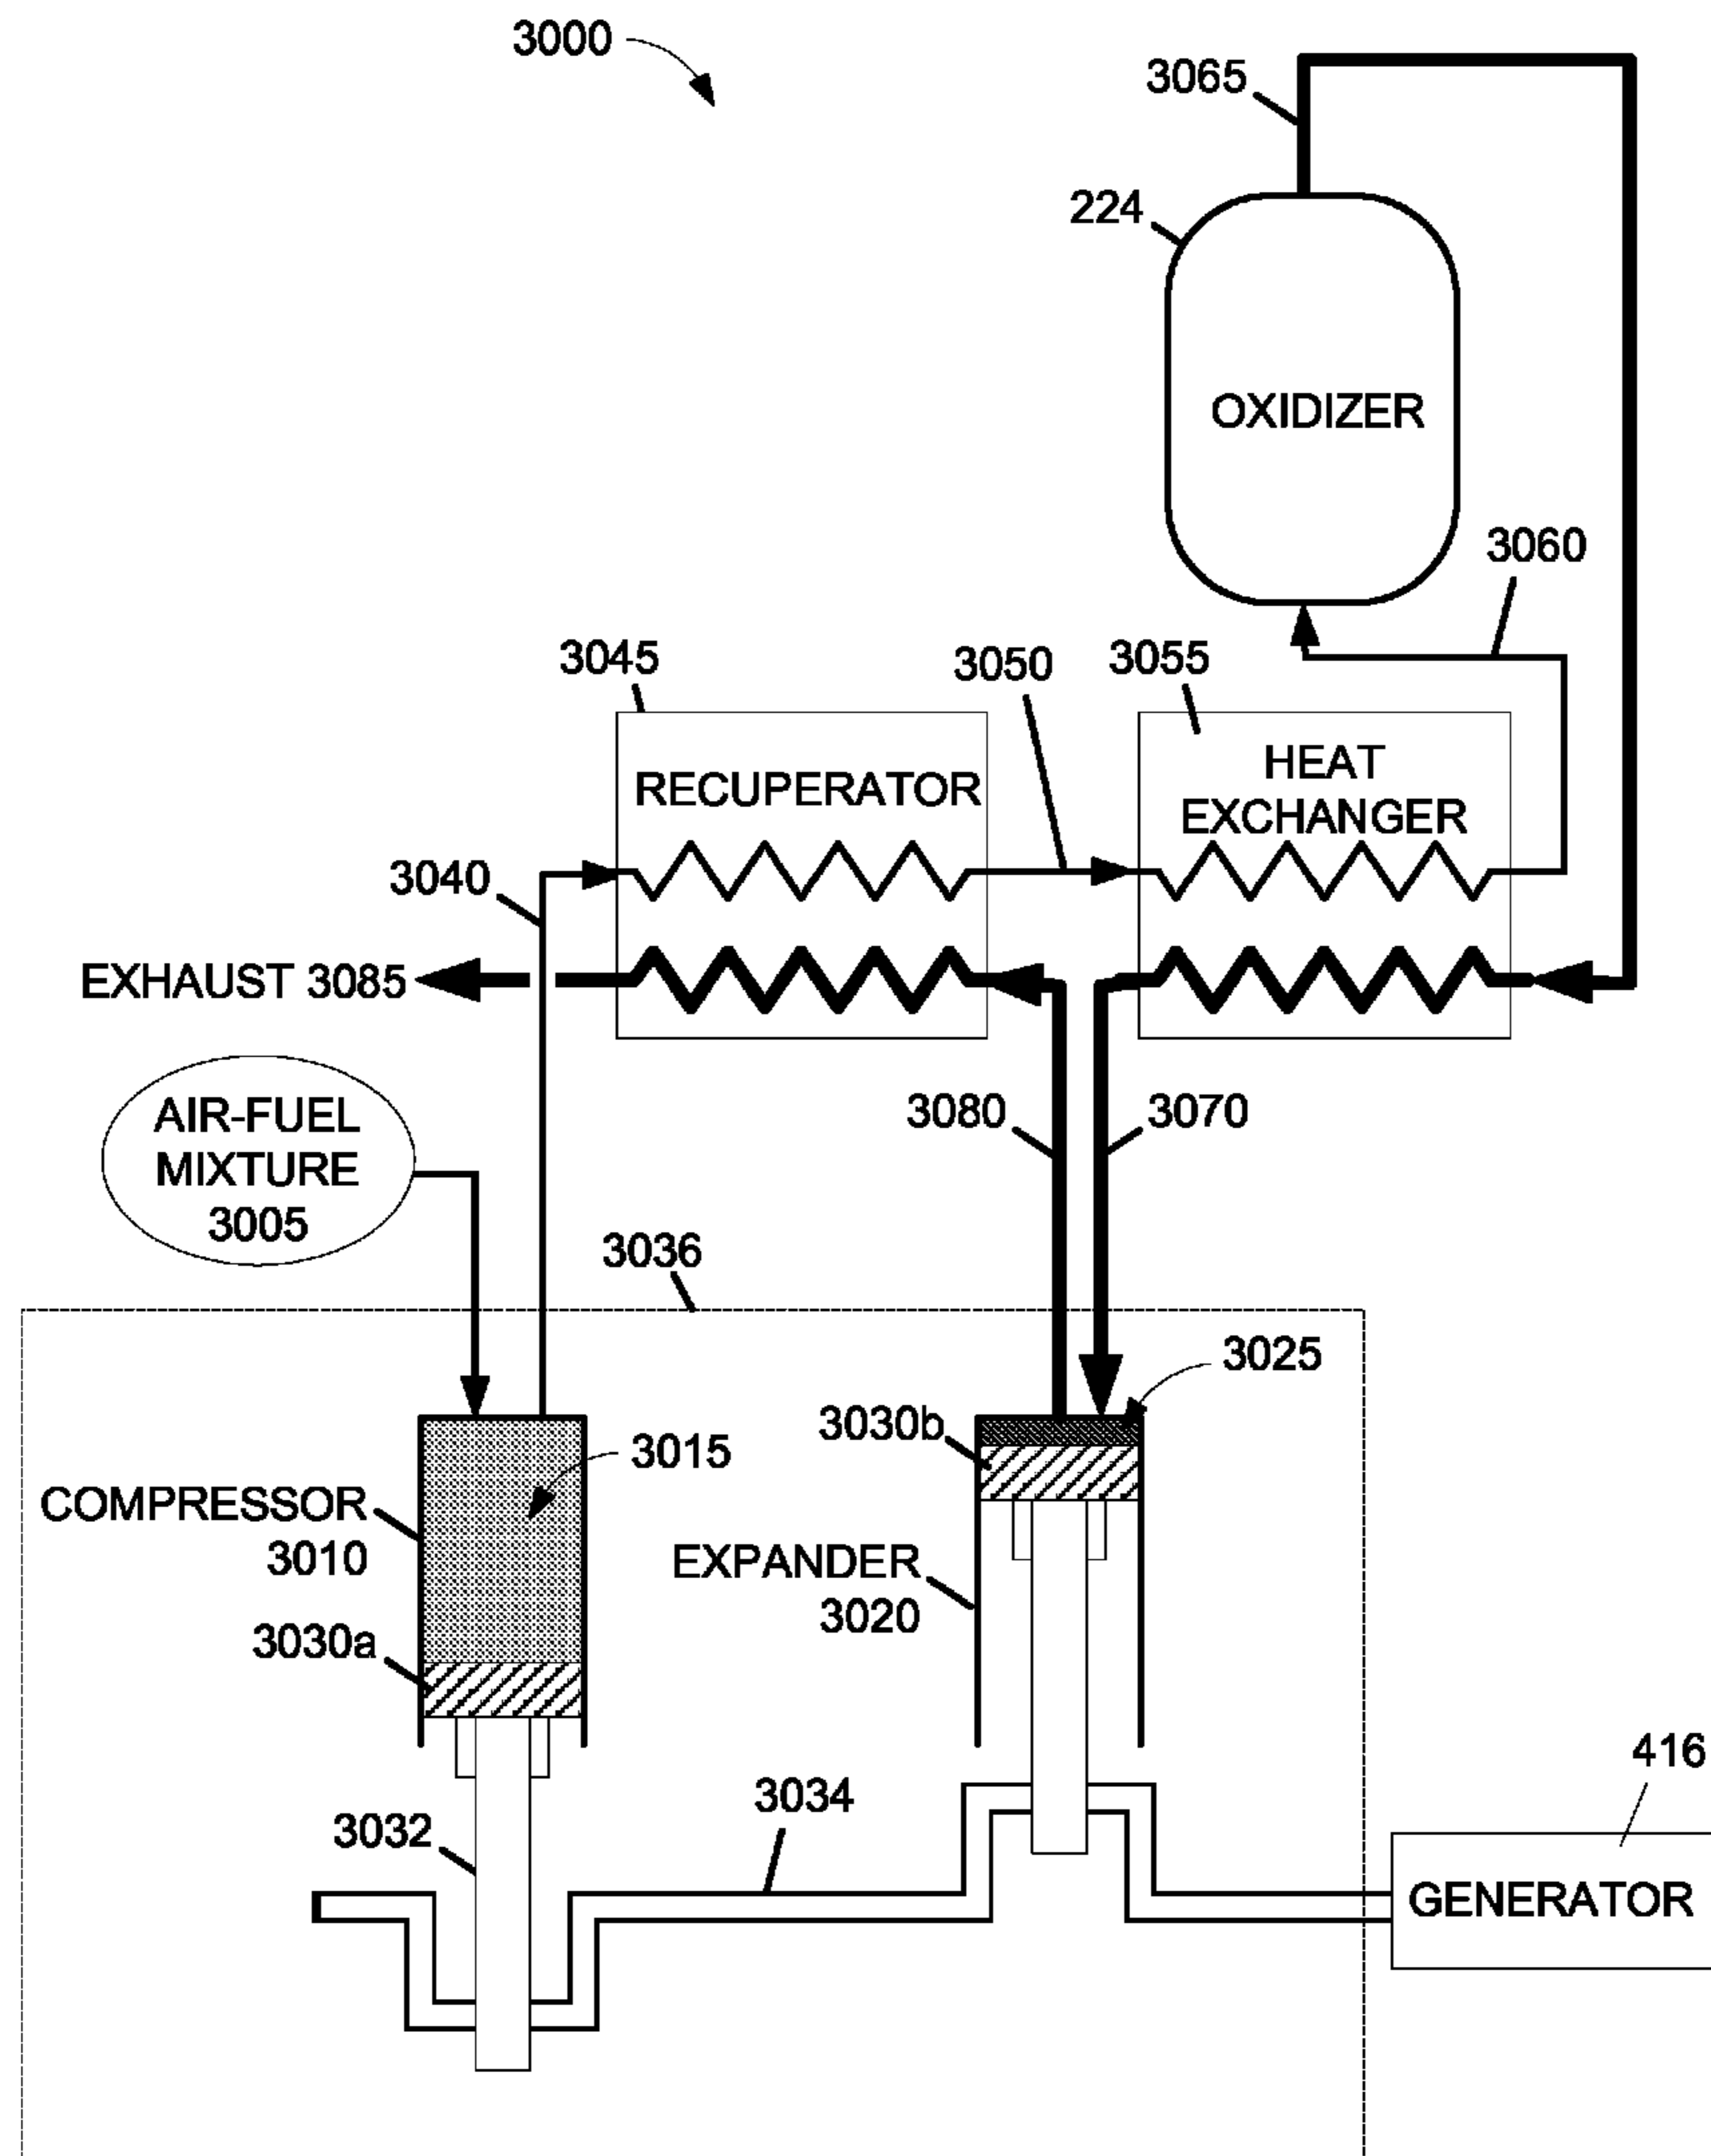 3000
3065
224
OXIDIZER
3060
3045
3050
3055
RECUPERATOR
HEAT
EXCHANGER
3040
EXHAUST 3085
AIR-FUEL
MIXTURE
3005
3080
3070
3036
3025
3030b
3015
COMPRESSOR
3010
EXPANDER
3020
3030a
416
3034
3032
GENERATOR